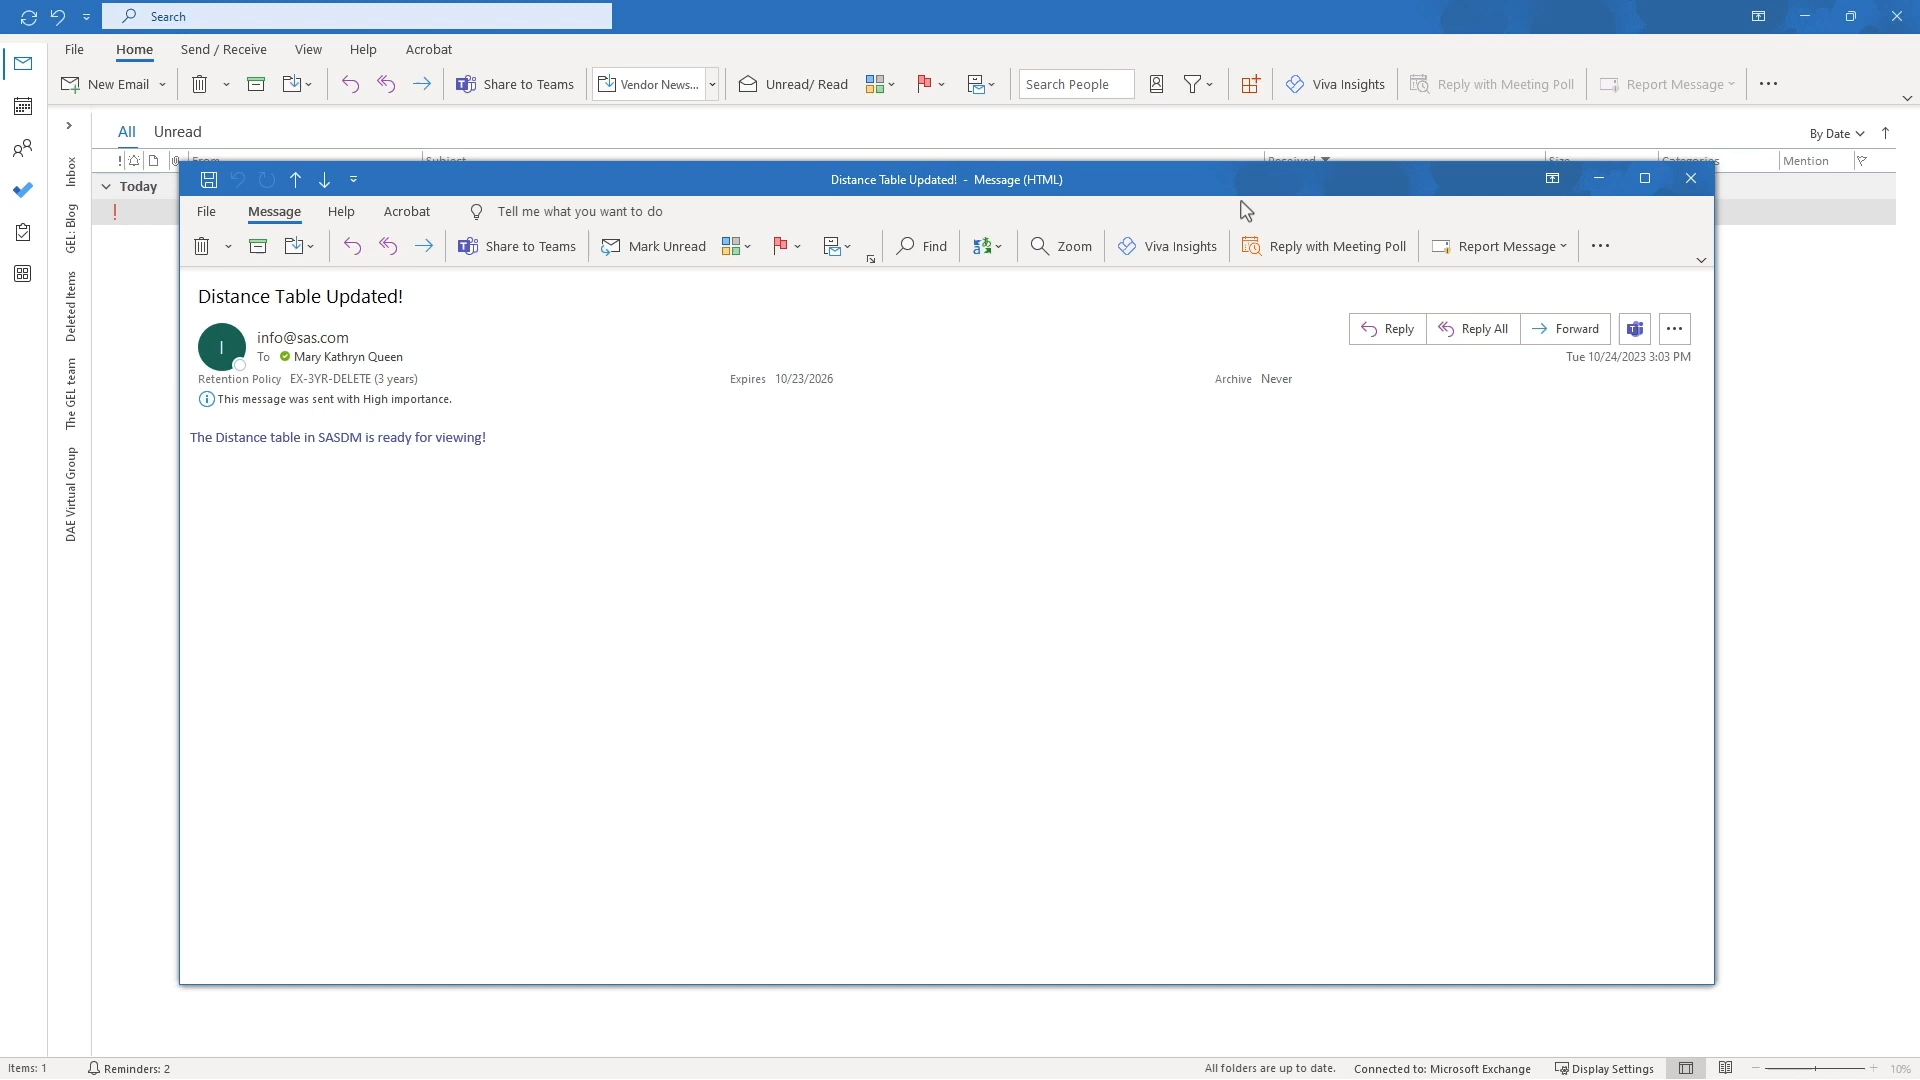 Search
File Home Send / Receive View Help Acrobat
New Email Share to Teams Vendor News... Unread/ Read Search People Viva Insights Reply with Meeting Poll Report Message ...
All Unread By Date
From Subject Received Size Categories Mention
Today
Inbox
GEL: Blog
Deleted Items
The GEL team
DAE Virtual Group
Distance Table Updated! - Message (HTML)
File Message Help Acrobat Tell me what you want to do
Share to Teams Mark Unread Find Zoom Viva Insights Reply with Meeting Poll Report Message ...
Distance Table Updated!
I
info@sas.com
Reply Reply All Forward ...
To Mary Kathryn Queen
Tue 10/24/2023 3:03 PM
Retention Policy EX-3YR-DELETE (3 years) Expires 10/23/2026 Archive Never
This message was sent with High importance.
The Distance table in SASDM is ready for viewing!
Items: 1 Reminders: 2 All folders are up to date. Connected to: Microsoft Exchange Display Settings 10%